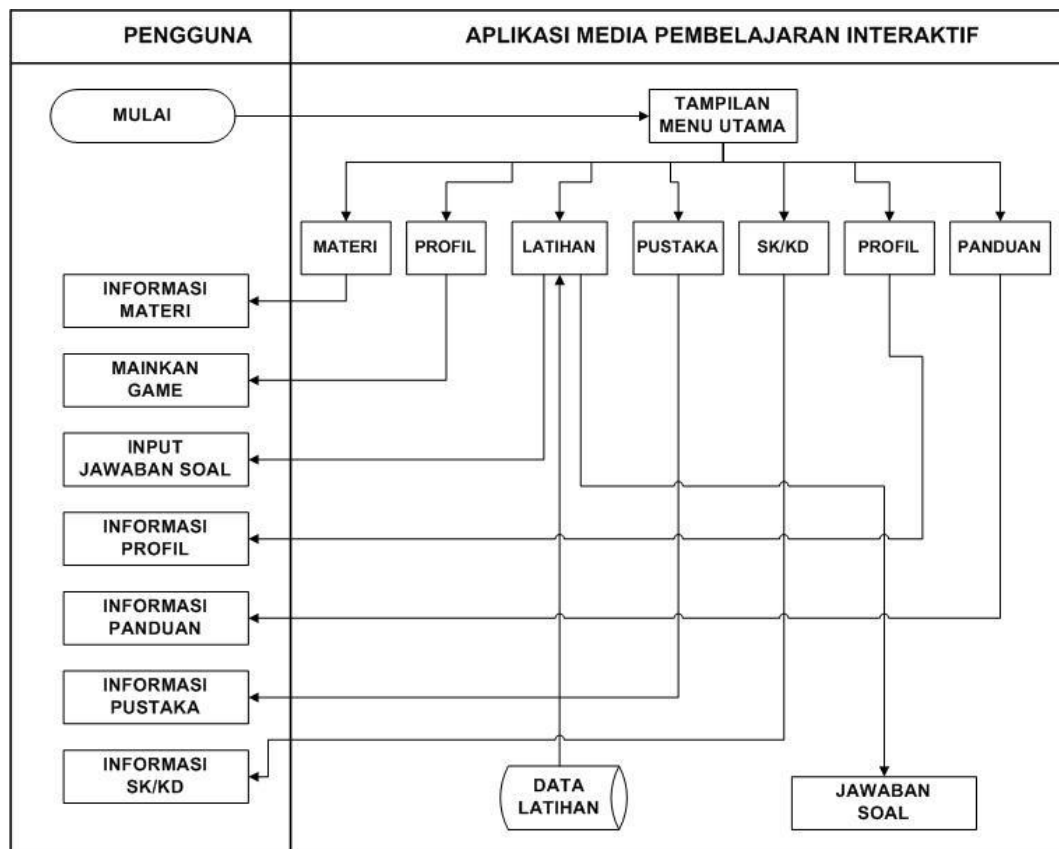 PENGGUNA
APLIKASI MEDIA PEMBELAJARAN INTERAKTIF
MULAI
TAMPILAN
MENU UTAMA
MATERI
PROFIL
LATIHAN
PUSTAKA
SK/KD
PROFIL
PANDUAN
INFORMASI
MATERI
MAINKAN
GAME
INPUT
JAWABAN SOAL
INFORMASI
PROFIL
INFORMASI
PANDUAN
INFORMASI
PUSTAKA
INFORMASI
SK/KD
DATA
LATIHAN
JAWABAN
SOAL